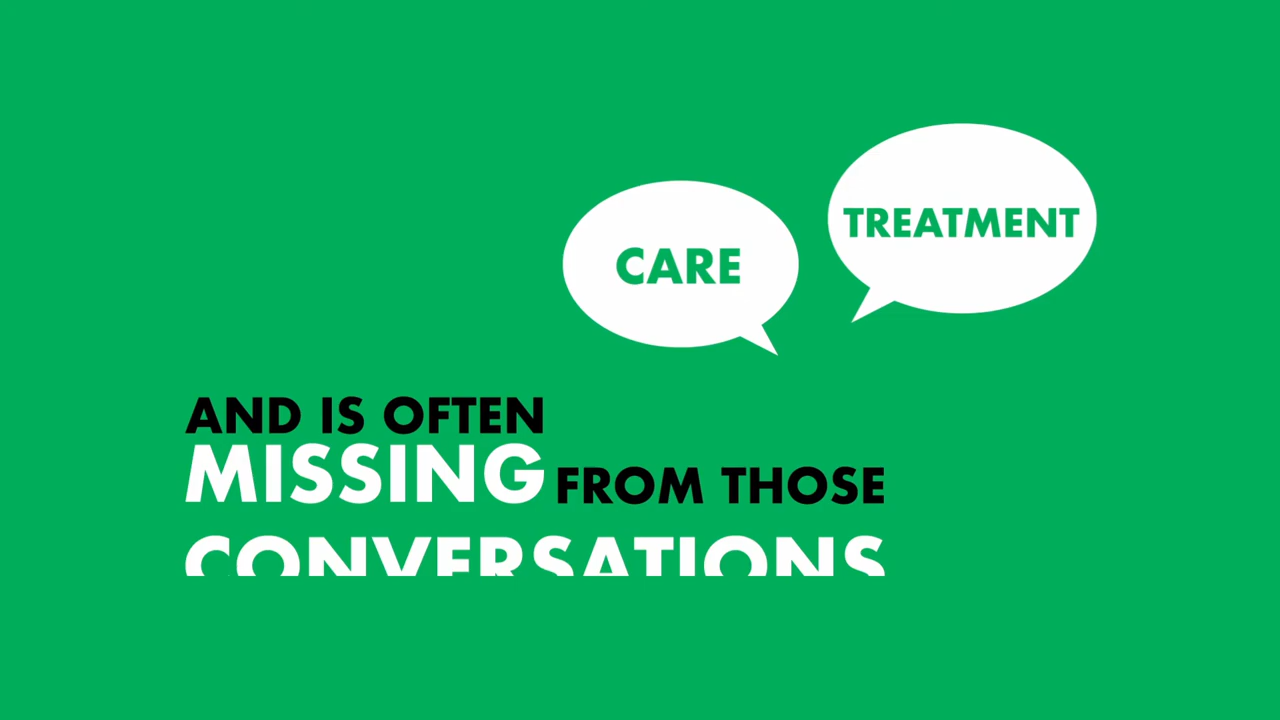 TREATMENT
CARE
AND IS OFTEN
MISSING FROM THOSE
CONVERSATIONS